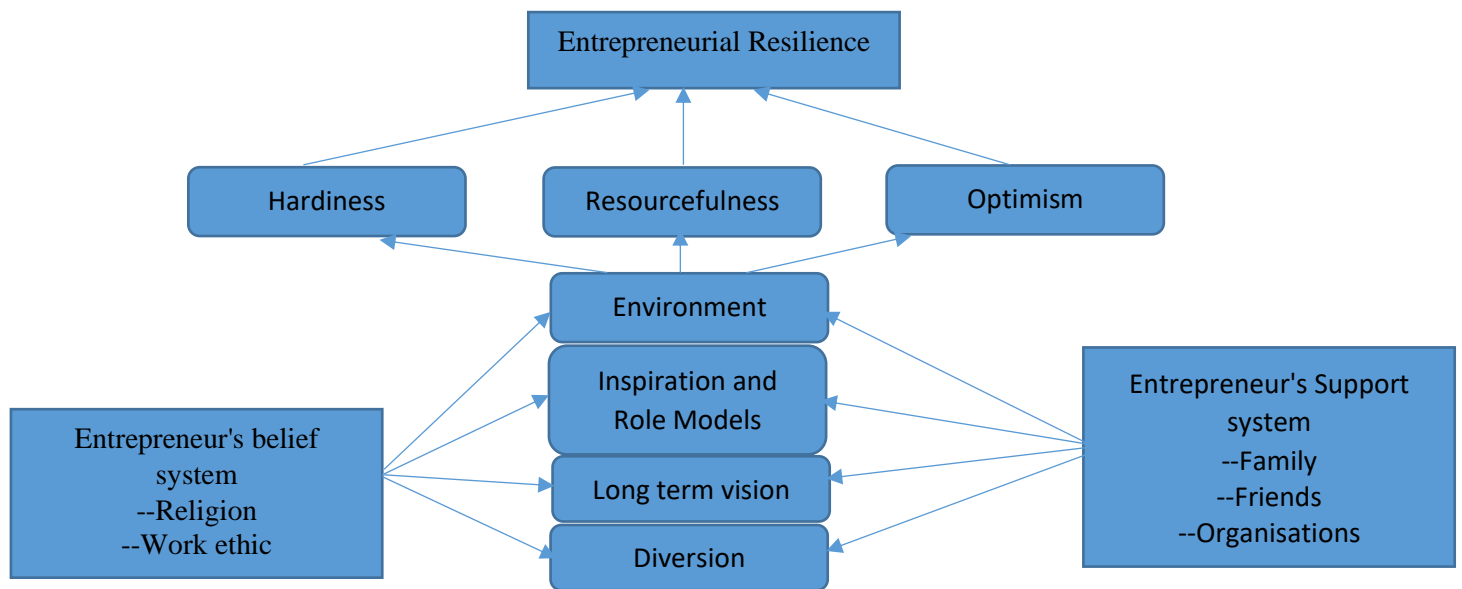 Entrepreneurial Resilience
Hardiness
Resourcefulness
Optimism
Environment
Inspiration and
Role Models
Long term vision
Diversion
Entrepreneur's belief
system
--Religion
--Work ethic
Entrepreneur's Support
system
--Family
--Friends
--Organisations